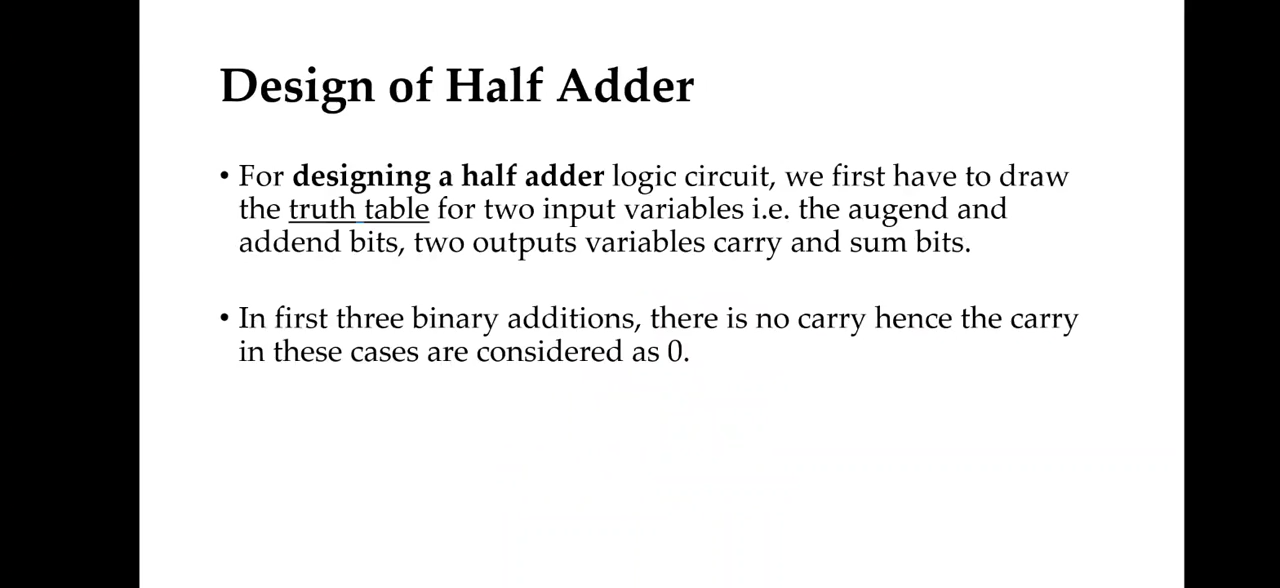 Design of Half Adder
• For designing a half adder logic circuit, we first have to draw
the truth table for two input variables i.e. the augend and
addend bits, two outputs variables carry and sum bits.
• In first three binary additions, there is no carry hence the carry
in these cases are considered as 0.